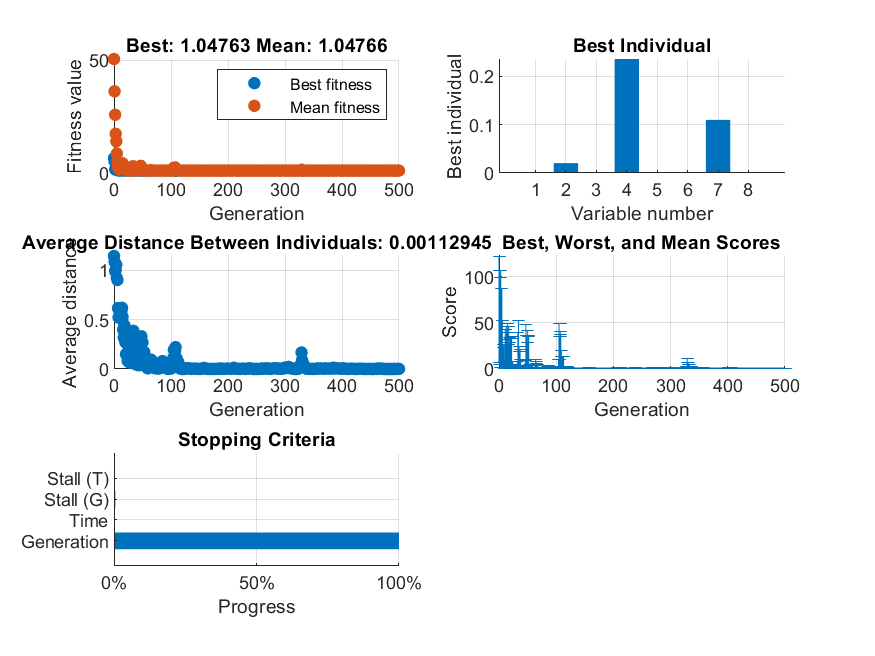 Best: 1.04763 Mean: 1.04766
Fitness value
50
0
Best fitness
Mean fitness
0 100 200 300 400 500
Generation
Best Individual
Best individual
0.2
0.1
0
1 2 3 4 5 6 7 8
Variable number
Average Distance Between Individuals: 0.00112945
Average distance
1
0.5
0
0 100 200 300 400 500
Generation
Best, Worst, and Mean Scores
Score
100
50
0
0 100 200 300 400 500
Generation
Stopping Criteria
Stall (T)
Stall (G)
Time
Generation
0% 50% 100%
Progress